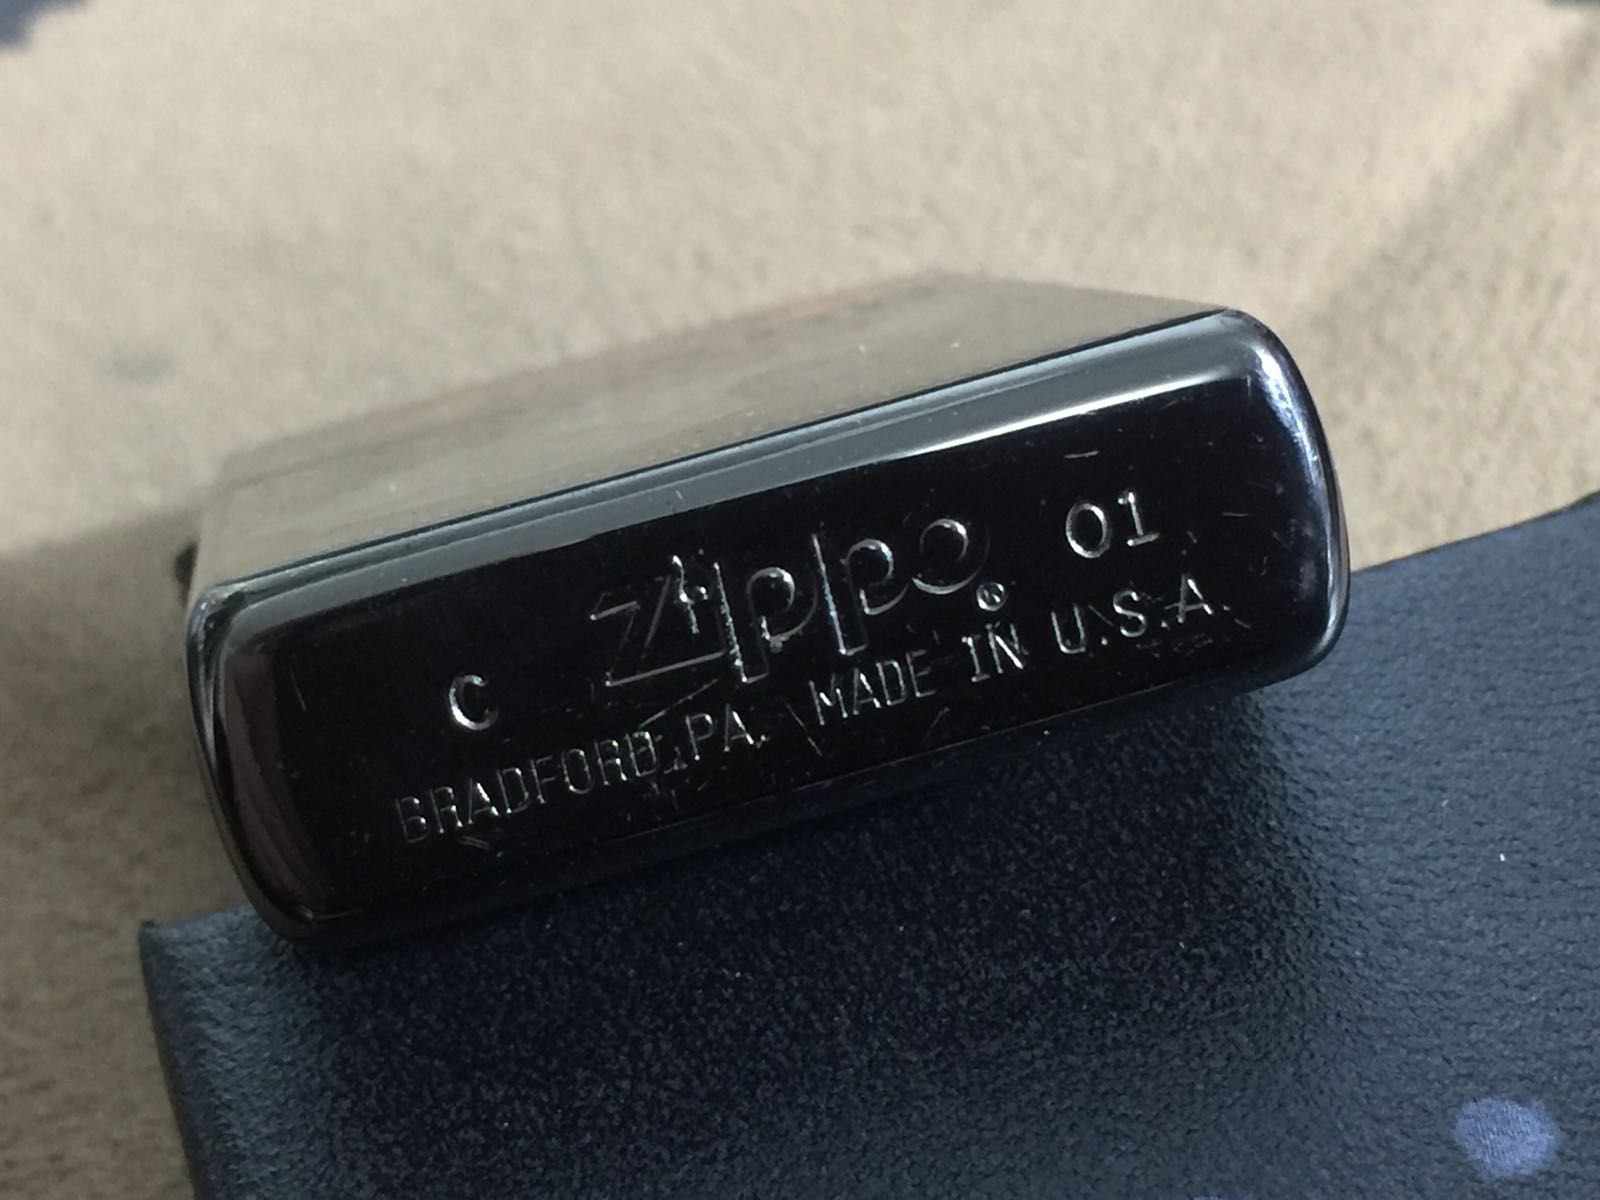 C Zippo® 01
BRADFORD, PA. MADE IN U.S.A.